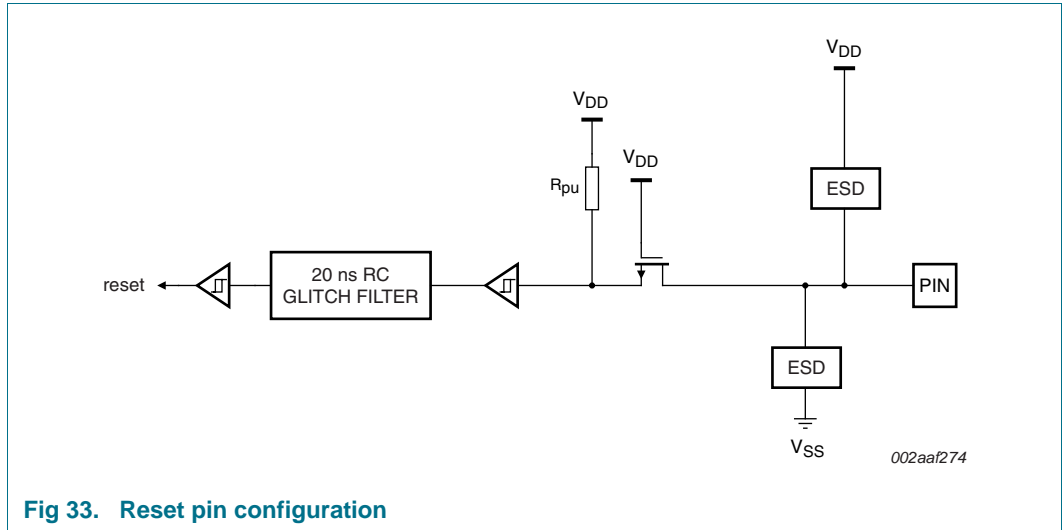 VDD
VDD
VDD
Rpu
ESD
reset
20 ns RC
GLITCH FILTER
PIN
ESD
VSS
002aaf274
Fig 33. Reset pin configuration